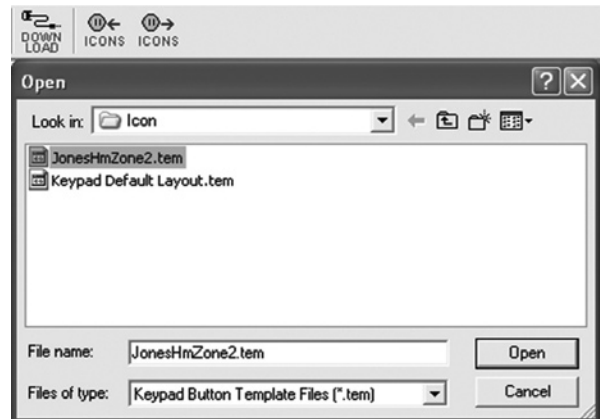 DOWN LOAD
ICONS
ICONS
Open
Look in: Icon
JonesHmZone2.tem
Keypad Default Layout.tem
File name: JonesHmZone2.tem Open
Files of type: Keypad Button Template Files (*.tem) Cancel